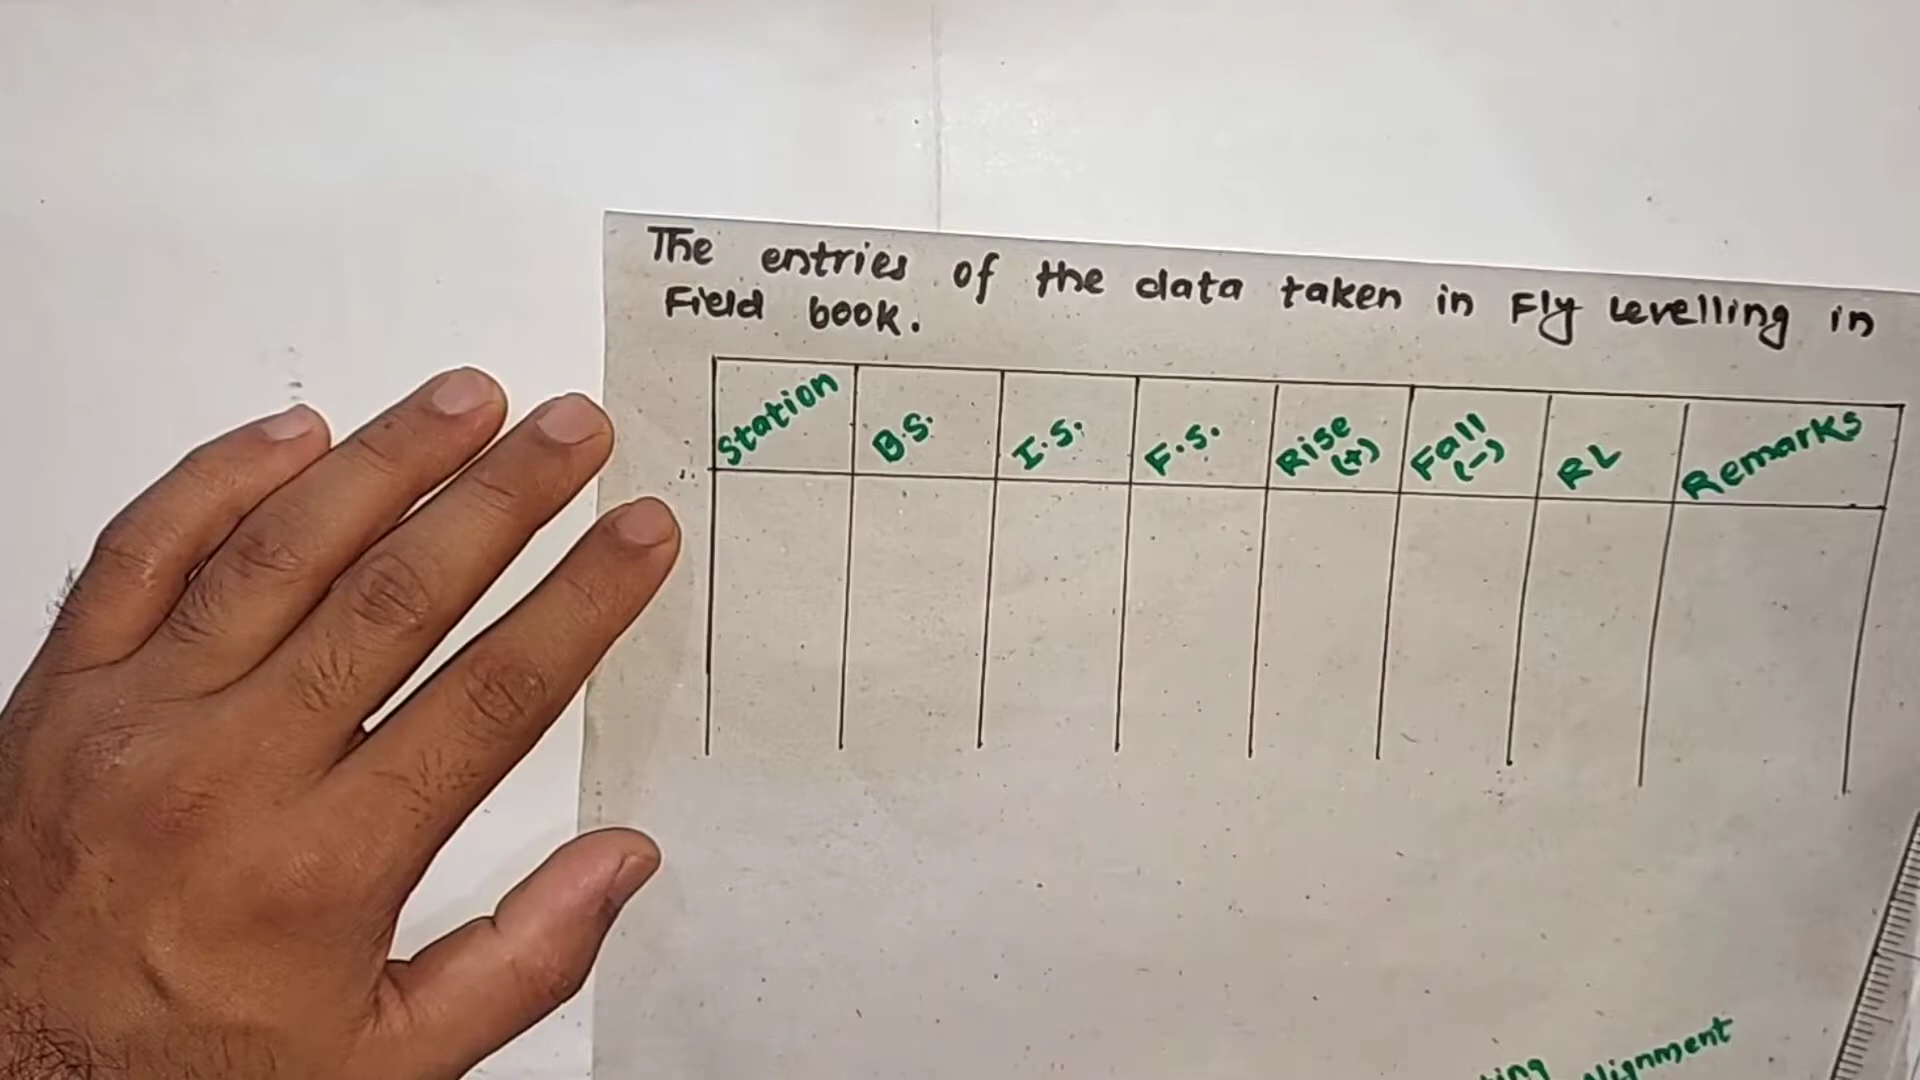 The entries of the data taken in Fly levelling in
Field book.
Station B.S. I.S. F.S. Rise (+) Fall (-) RL Remarks